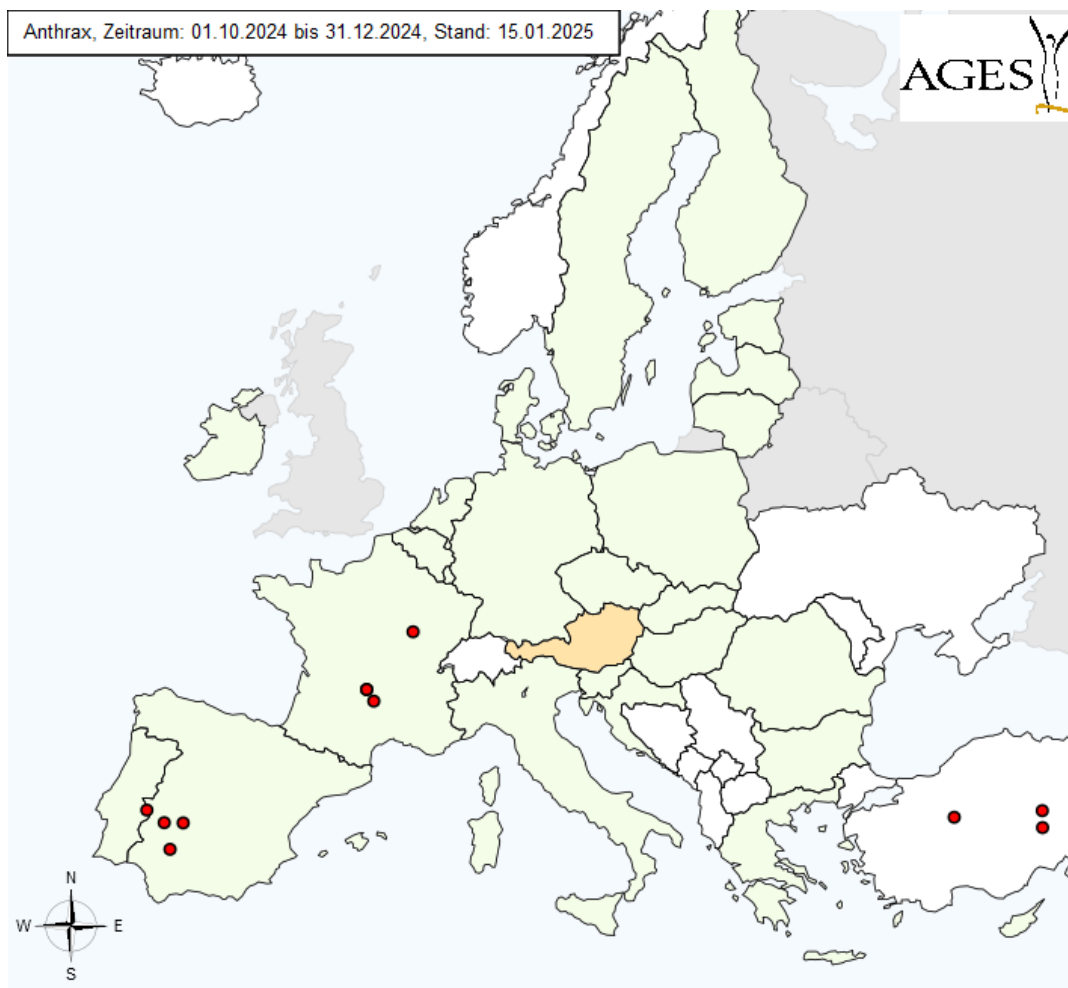 Anthrax, Zeitraum: 01.10.2024 bis 31.12.2024, Stand: 15.01.2025
AGES
N
W E
S